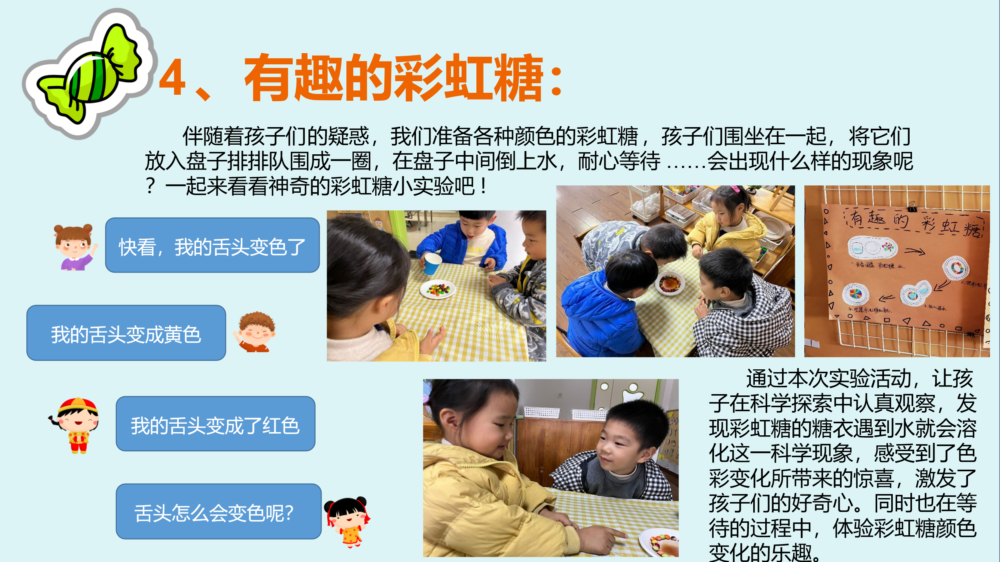 4、有趣的彩虹糖：
伴随着孩子们的疑惑，我们准备各种颜色的彩虹糖，孩子们围坐在一起，将它们
放入盘子排排队围成一圈，在盘子中间倒上水，耐心等待……会出现什么样的现象呢
？一起来看看神奇的彩虹糖小实验吧！
快看，我的舌头变色了
我的舌头变成黄色
我的舌头变成了红色
舌头怎么会变色呢？
有趣的彩虹糖
1.准备圆盘、彩虹糖、水.
2.把彩虹糖
3.放入温水.
4.观察彩虹糖的变化.
通过本次实验活动，让孩
子在科学探索中认真观察，发
现彩虹糖的糖衣遇到水就会溶
化这一科学现象，感受到了色
彩变化所带来的惊喜，激发了
孩子们的好奇心。同时也在等
待的过程中，体验彩虹糖颜色
变化的乐趣。